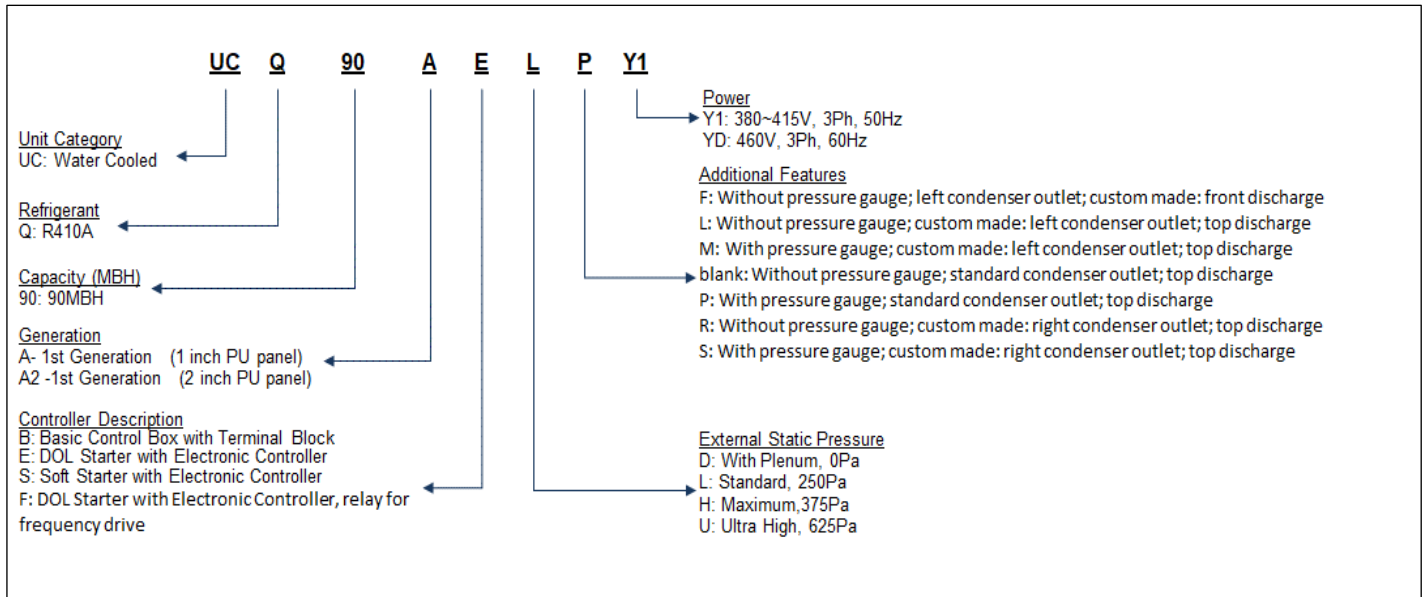 UC Q 90 A E L P Y1
Unit Category
UC: Water Cooled
Refrigerant
Q: R410A
Capacity (MBH)
90: 90MBH
Generation
A- 1st Generation (1 inch PU panel)
A2 -1st Generation (2 inch PU panel)
Controller Description
B: Basic Control Box with Terminal Block
E: DOL Starter with Electronic Controller
S: Soft Starter with Electronic Controller
F: DOL Starter with Electronic Controller, relay for
frequency drive
Power
Y1: 380~415V, 3Ph, 50Hz
YD: 460V, 3Ph, 60Hz
Additional Features
F: Without pressure gauge; left condenser outlet; custom made: front discharge
L: Without pressure gauge; custom made: left condenser outlet; top discharge
M: With pressure gauge; custom made: left condenser outlet; top discharge
blank: Without pressure gauge; standard condenser outlet; top discharge
P: With pressure gauge; standard condenser outlet; top discharge
R: Without pressure gauge; custom made: right condenser outlet; top discharge
S: With pressure gauge; custom made: right condenser outlet; top discharge
External Static Pressure
D: With Plenum, 0Pa
L: Standard, 250Pa
H: Maximum,375Pa
U: Ultra High, 625Pa